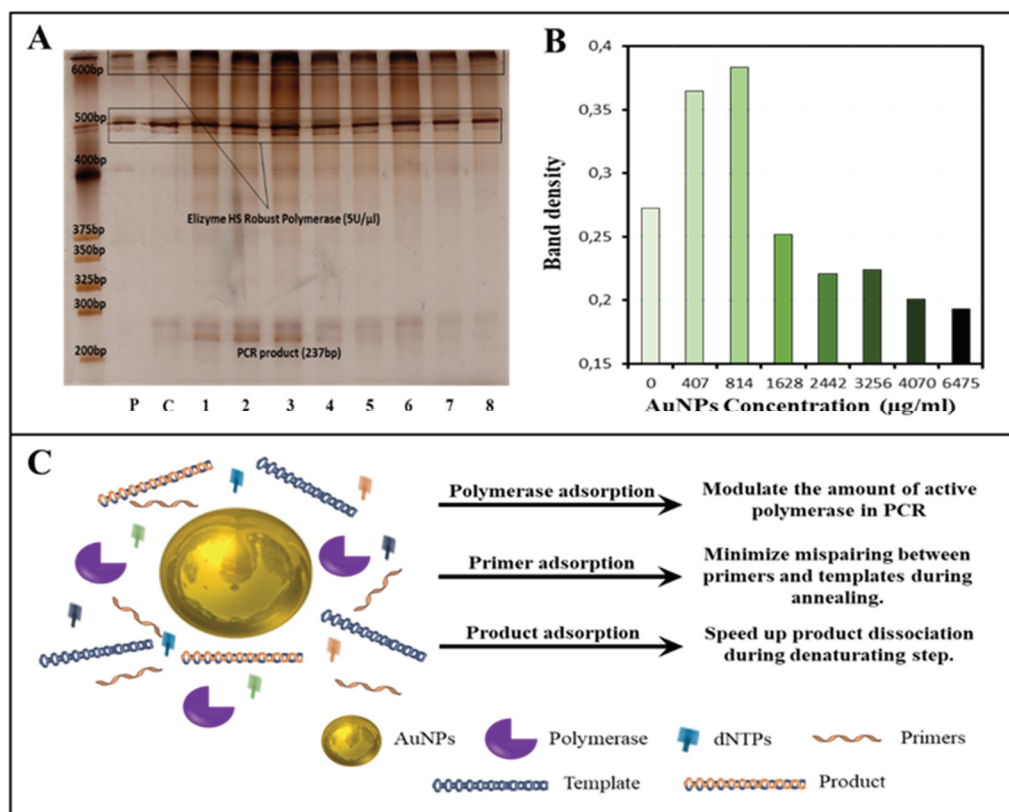 A
600bp
500bp
400bp
Elizyme HS Robust Polymerase (5U/µl)
375bp
350bp
325bp
300bp
PCR product (237bp)
200bp
P C 1 2 3 4 5 6 7 8
B
Band density
0,4
0,35
0,3
0,25
0,2
0,15
0 407 814 1628 2442 3256 4070 6475
AuNPs Concentration (µg/ml)
C
Polymerase adsorption
Modulate the amount of active
polymerase in PCR
Primer adsorption
Minimize mispairing between
primers and templates during
annealing.
Product adsorption
Speed up product dissociation
during denaturating step.
AuNPs
Polymerase
dNTPs
Primers
Template
Product